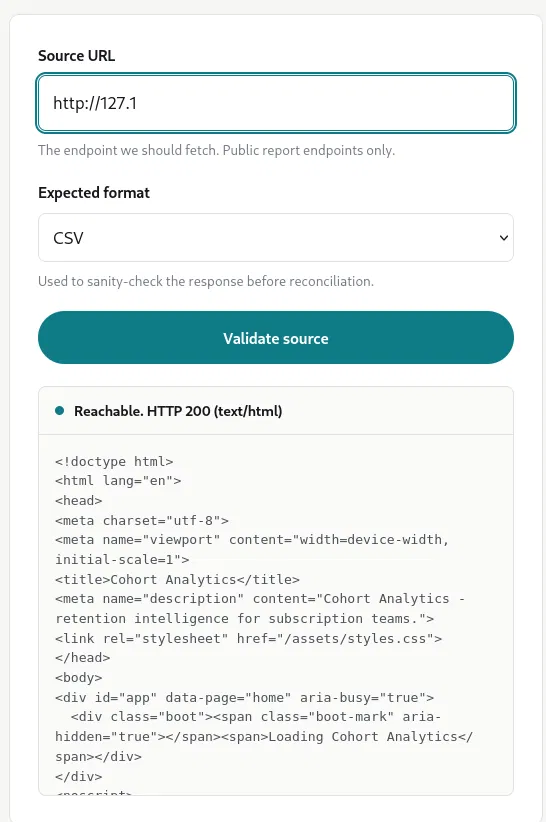 Source URL
http://127.1
The endpoint we should fetch. Public report endpoints only.
Expected format
CSV
Used to sanity-check the response before reconciliation.
Validate source
Reachable. HTTP 200 (text/html)
<!doctype html>
<html lang="en">
<head>
<meta charset="utf-8">
<meta name="viewport" content="width=device-width,
initial-scale=1">
<title>Cohort Analytics</title>
<meta name="description" content="Cohort Analytics -
retention intelligence for subscription teams.">
<link rel="stylesheet" href="/assets/styles.css">
</head>
<body>
<div id="app" data-page="home" aria-busy="true">
  <div class="boot"><span class="boot-mark" aria-
hidden="true"></span><span>Loading Cohort Analytics</
span></div>
</div>
<noscript>